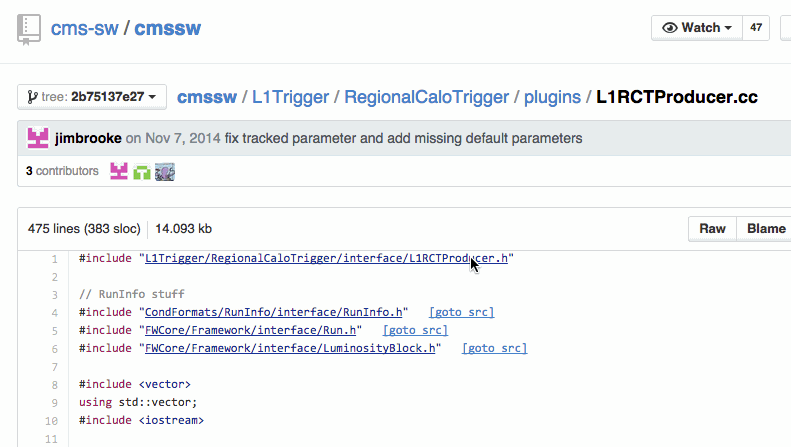 cms-sw / cmssw
Watch 47
tree: 2b75137e27 cmssw / L1Trigger / RegionalCaloTrigger / plugins / L1RCTProducer.cc
jimbrooke on Nov 7, 2014 fix tracked parameter and add missing default parameters
3 contributors
475 lines (383 sloc) 14.093 kb Raw Blame
1 #include "L1Trigger/RegionalCaloTrigger/interface/L1RCTProducer.h"
2
3 // RunInfo stuff
4 #include "CondFormats/RunInfo/interface/RunInfo.h" [goto src]
5 #include "FWCore/Framework/interface/Run.h" [goto src]
6 #include "FWCore/Framework/interface/LuminosityBlock.h" [goto src]
7
8 #include <vector>
9 using std::vector;
10 #include <iostream>
11